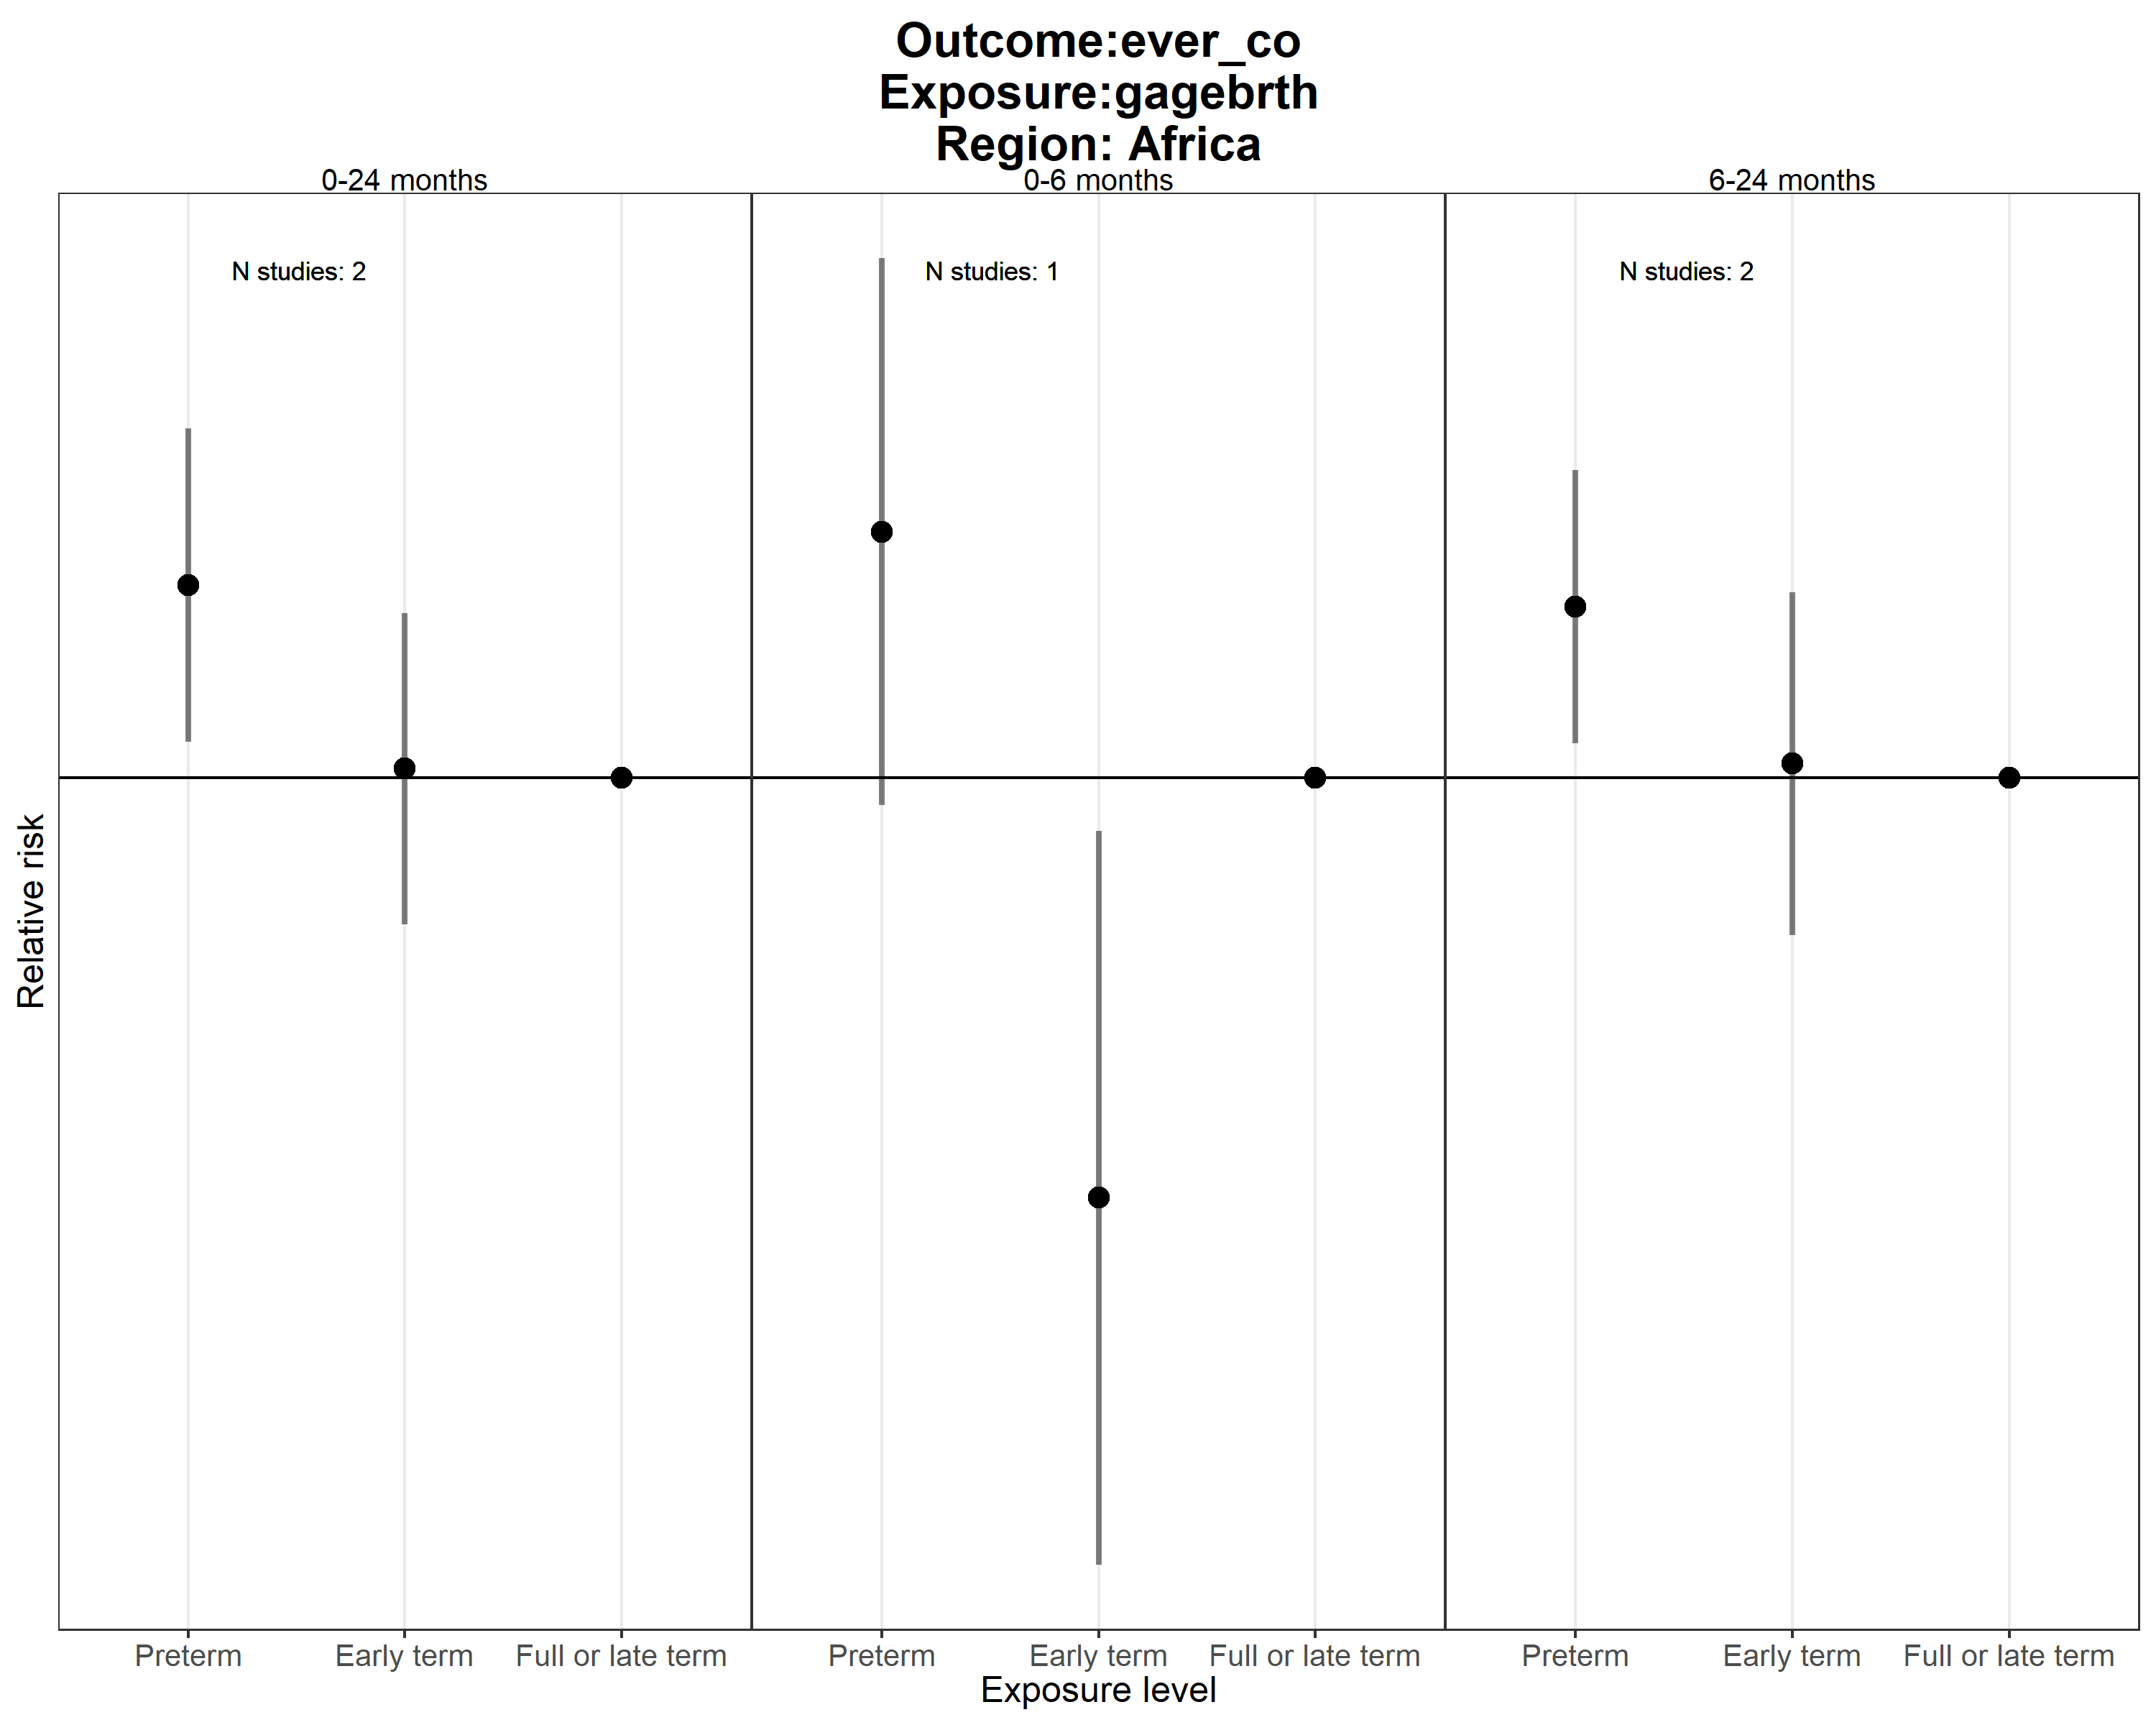 Outcome:ever_co
Exposure:gagebrth
Region: Africa
0-24 months
0-6 months
6-24 months
N studies: 2
N studies: 1
N studies: 2
Relative risk
Preterm
Early term
Full or late term
Preterm
Early term
Full or late term
Preterm
Early term
Full or late term
Exposure level